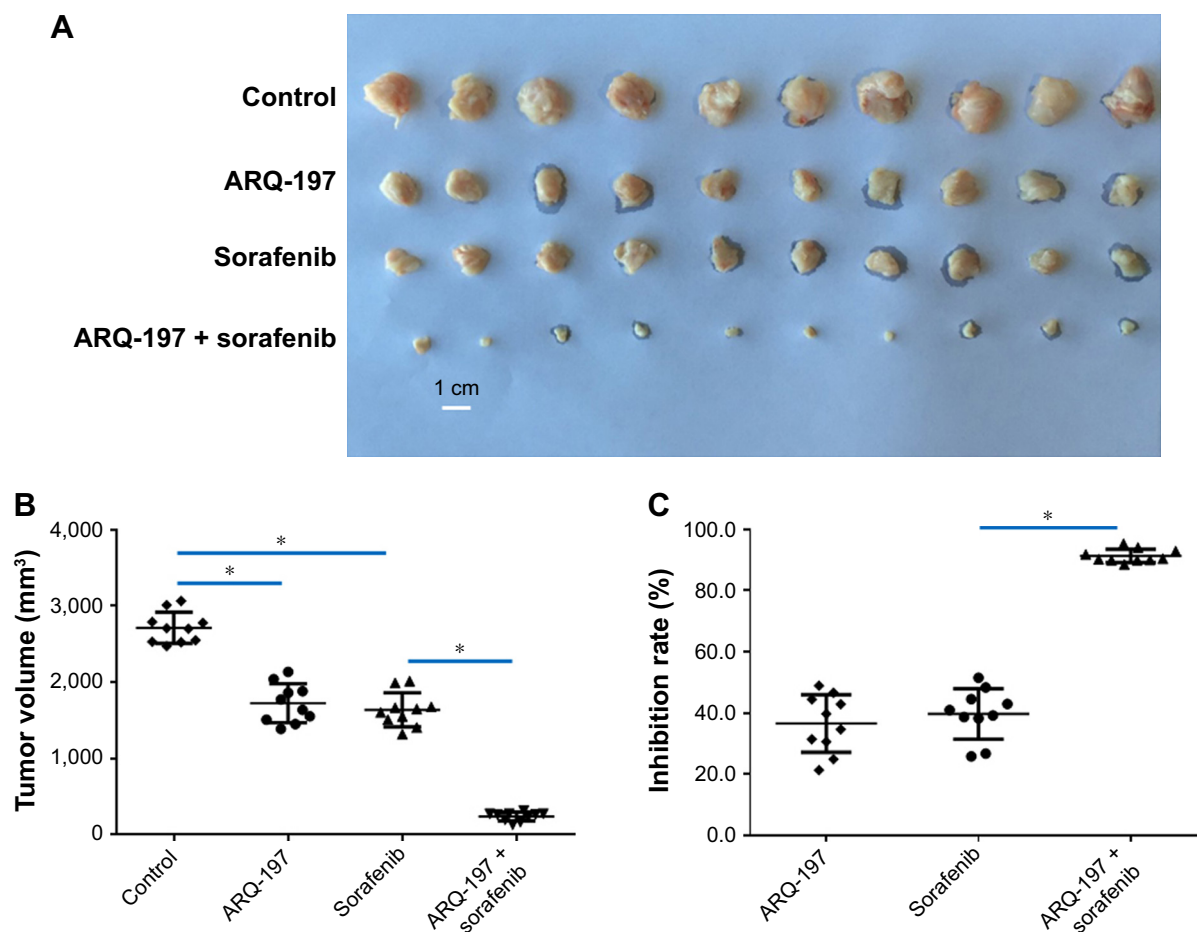 A
Control
ARQ-197
Sorafenib
ARQ-197 + sorafenib
1 cm
B
Tumor volume (mm³)
4,000
3,000
2,000
1,000
0
*
*
*
Control
ARQ-197
Sorafenib
ARQ-197 +
sorafenib
C
Inhibition rate (%)
100.0
80.0
60.0
40.0
20.0
0.0
*
ARQ-197
Sorafenib
ARQ-197 +
sorafenib